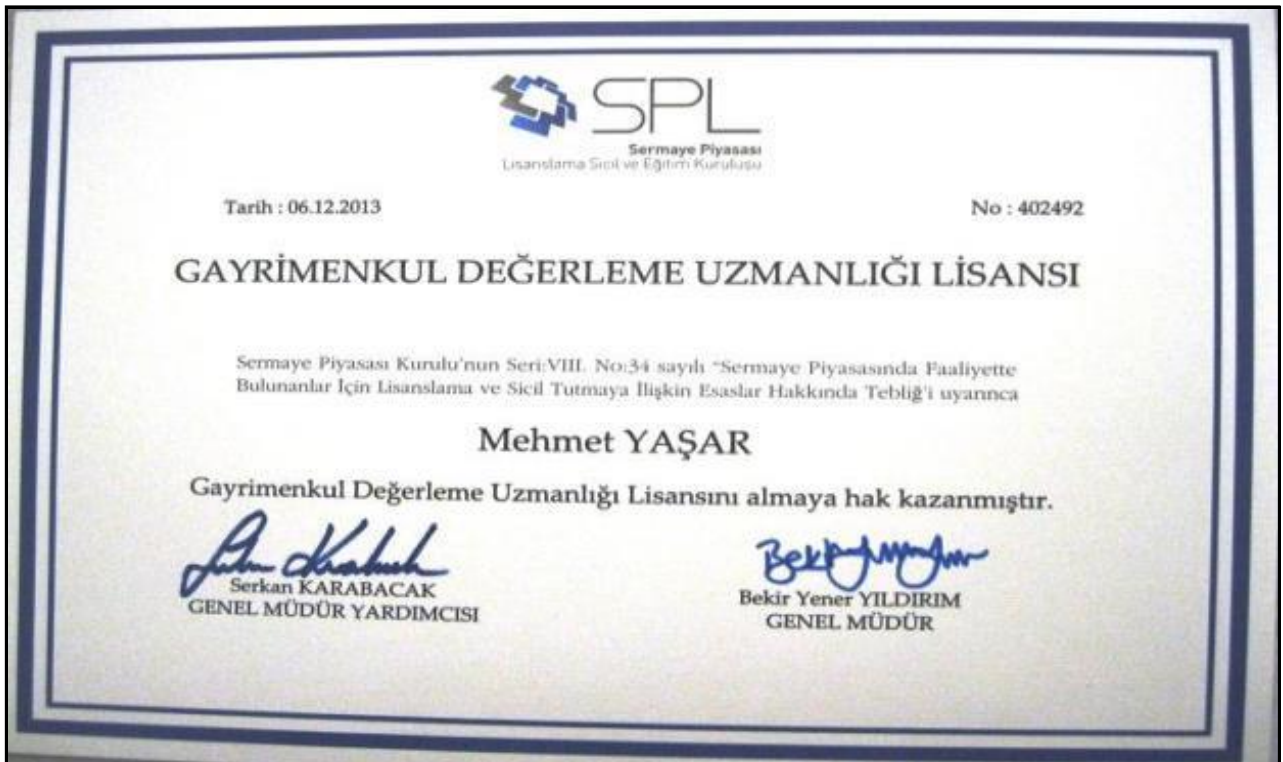 SPL
Sermaye Piyasası
Lisanslama Sicil ve Eğitim Kuruluşu
Tarih : 06.12.2013
No : 402492
GAYRİMENKUL DEĞERLEME UZMANLIĞI LİSANSI
Sermaye Piyasası Kurulu'nun Seri:VIII. No:34 sayılı "Sermaye Piyasasında Faaliyette
Bulunanlar İçin Lisanslama ve Sicil Tutmaya İlişkin Esaslar Hakkında Tebliğ'i uyarınca
Mehmet YAŞAR
Gayrimenkul Değerleme Uzmanlığı Lisansını almaya hak kazanmıştır.
Serkan KARABACAK
GENEL MÜDÜR YARDIMCISI
Bekir Yener YILDIRIM
GENEL MÜDÜR